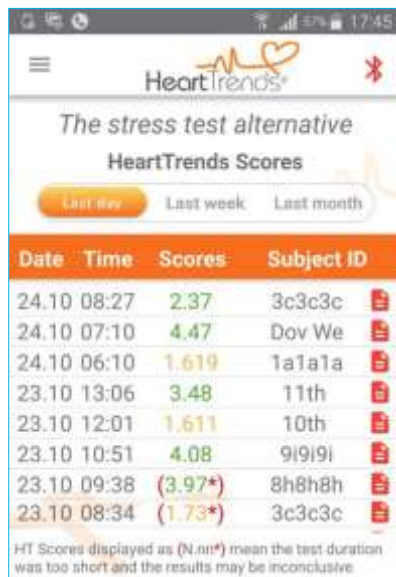 57% 17:45
HeartTrends®
The stress test alternative
HeartTrends Scores
Last day Last week Last month
Date Time Scores Subject ID
24.10 08:27 2.37 3c3c3c
24.10 07:10 4.47 Dov We
24.10 06:10 1.619 1a1a1a
23.10 13:06 3.48 11th
23.10 12:01 1.611 10th
23.10 10:51 4.08 9i9i9i
23.10 09:38 (3.97*) 8h8h8h
23.10 08:34 (1.73*) 3c3c3c
HT Scores displayed as (N.nn*) mean the test duration
was too short and the results may be inconclusive